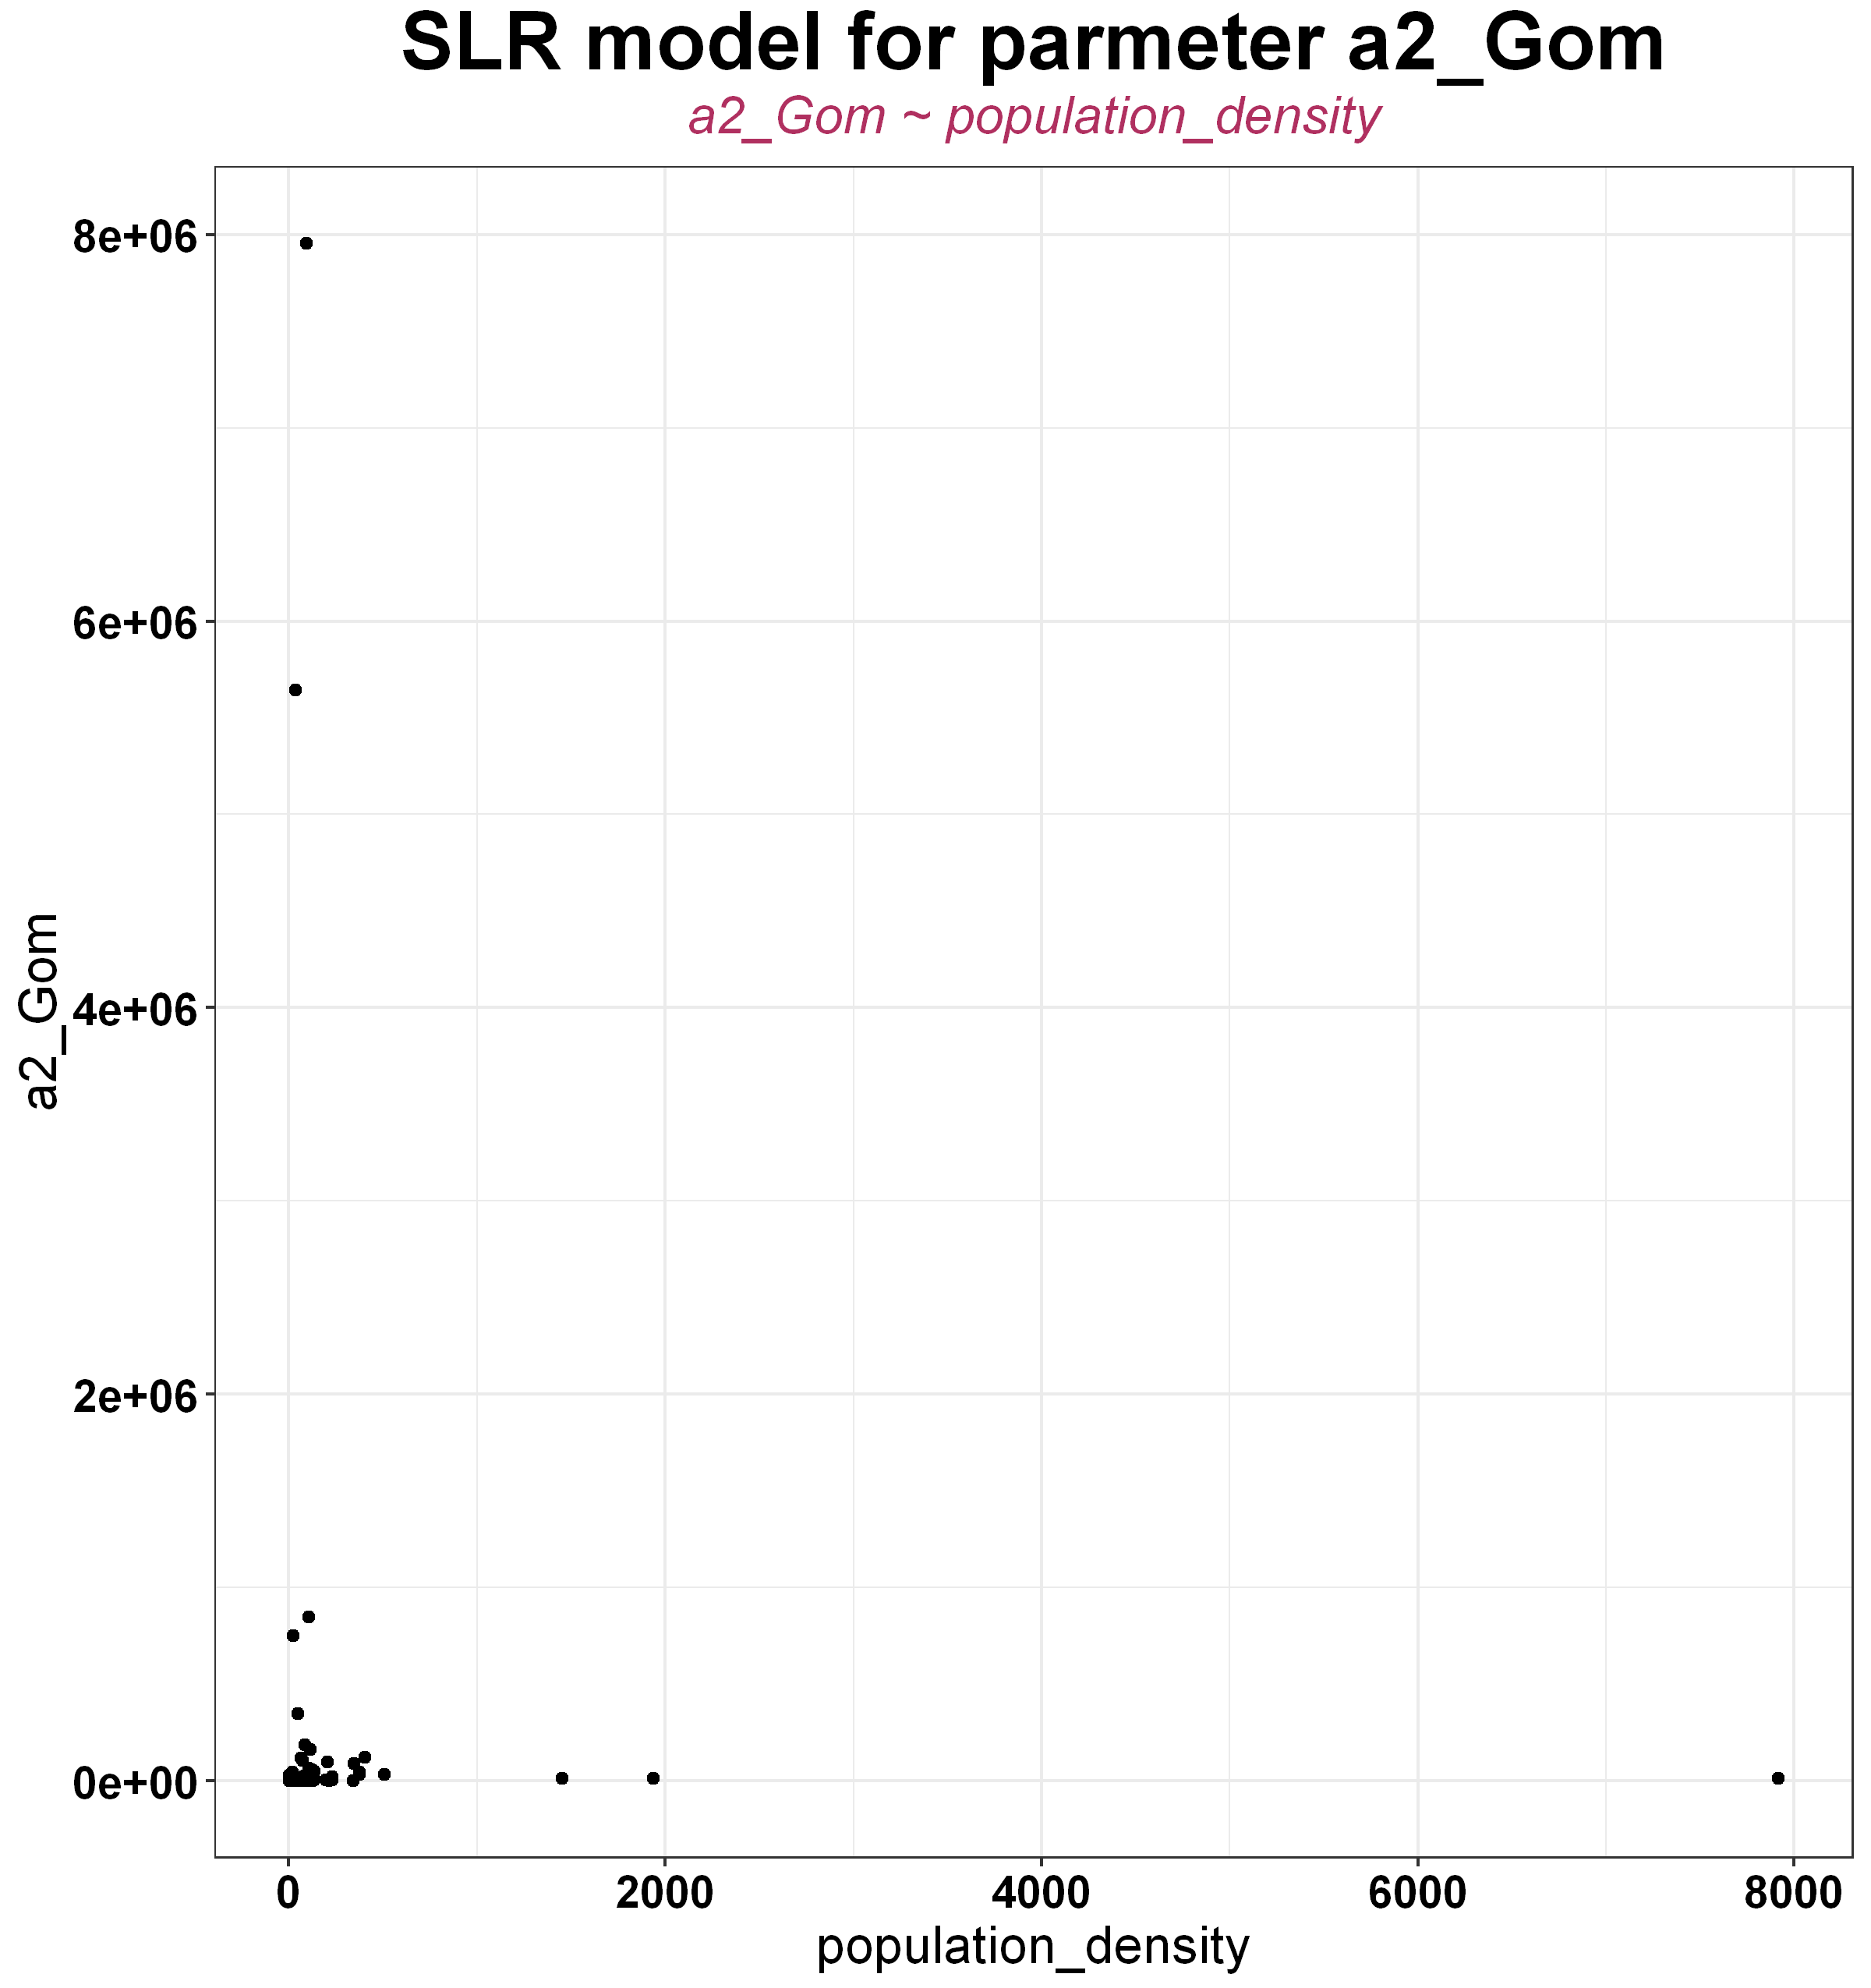 SLR model for parmeter a2_Gom
a2_Gom ~ population_density
8e+06
6e+06
4e+06
2e+06
0e+00
a2_Gom
0 2000 4000 6000 8000
population_density